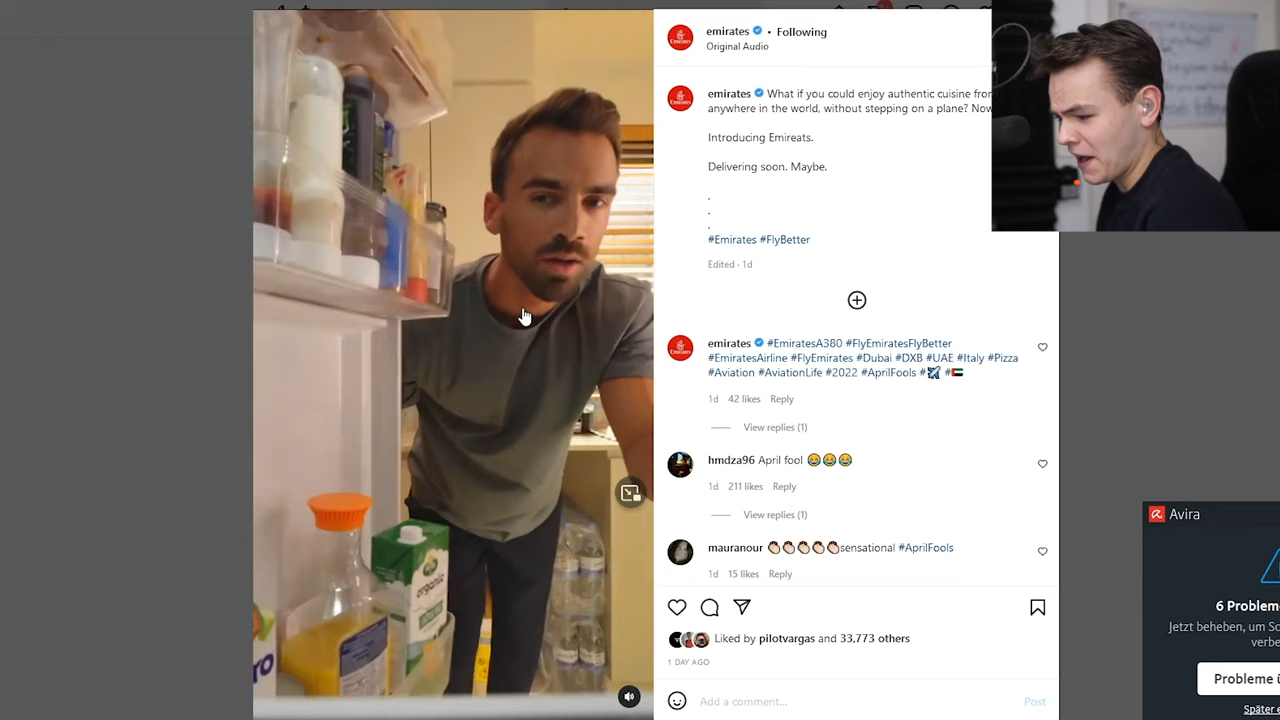 emirates • Following
Original Audio
emirates What if you could enjoy authentic cuisine from
anywhere in the world, without stepping on a plane? Now
Introducing Emireats.
Delivering soon. Maybe.
.
.
.
#Emirates #FlyBetter
Edited · 1d
emirates #EmiratesA380 #FlyEmiratesFlyBetter
#EmiratesAirline #FlyEmirates #Dubai #DXB #UAE #Italy #Pizza
#Aviation #AviationLife #2022 #AprilFools #✈️ #🇦🇪
1d 42 likes Reply
View replies (1)
hmdza96 April fool 😂😂😂
1d 211 likes Reply
View replies (1)
mauranour 👏🏻👏🏻👏🏻👏🏻👏🏻sensational #AprilFools
1d 15 likes Reply
Liked by pilotvargas and 33,773 others
1 DAY AGO
Add a comment... Post
organic
Avira
6 Probleme
Jetzt beheben, um
Probleme
Später